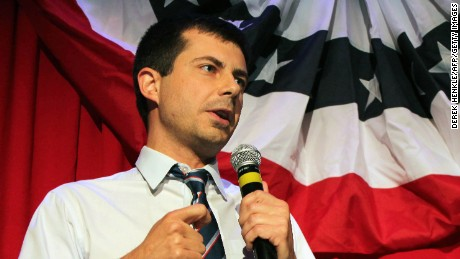 DEREK HENKLE/AFP/GETTY IMAGES